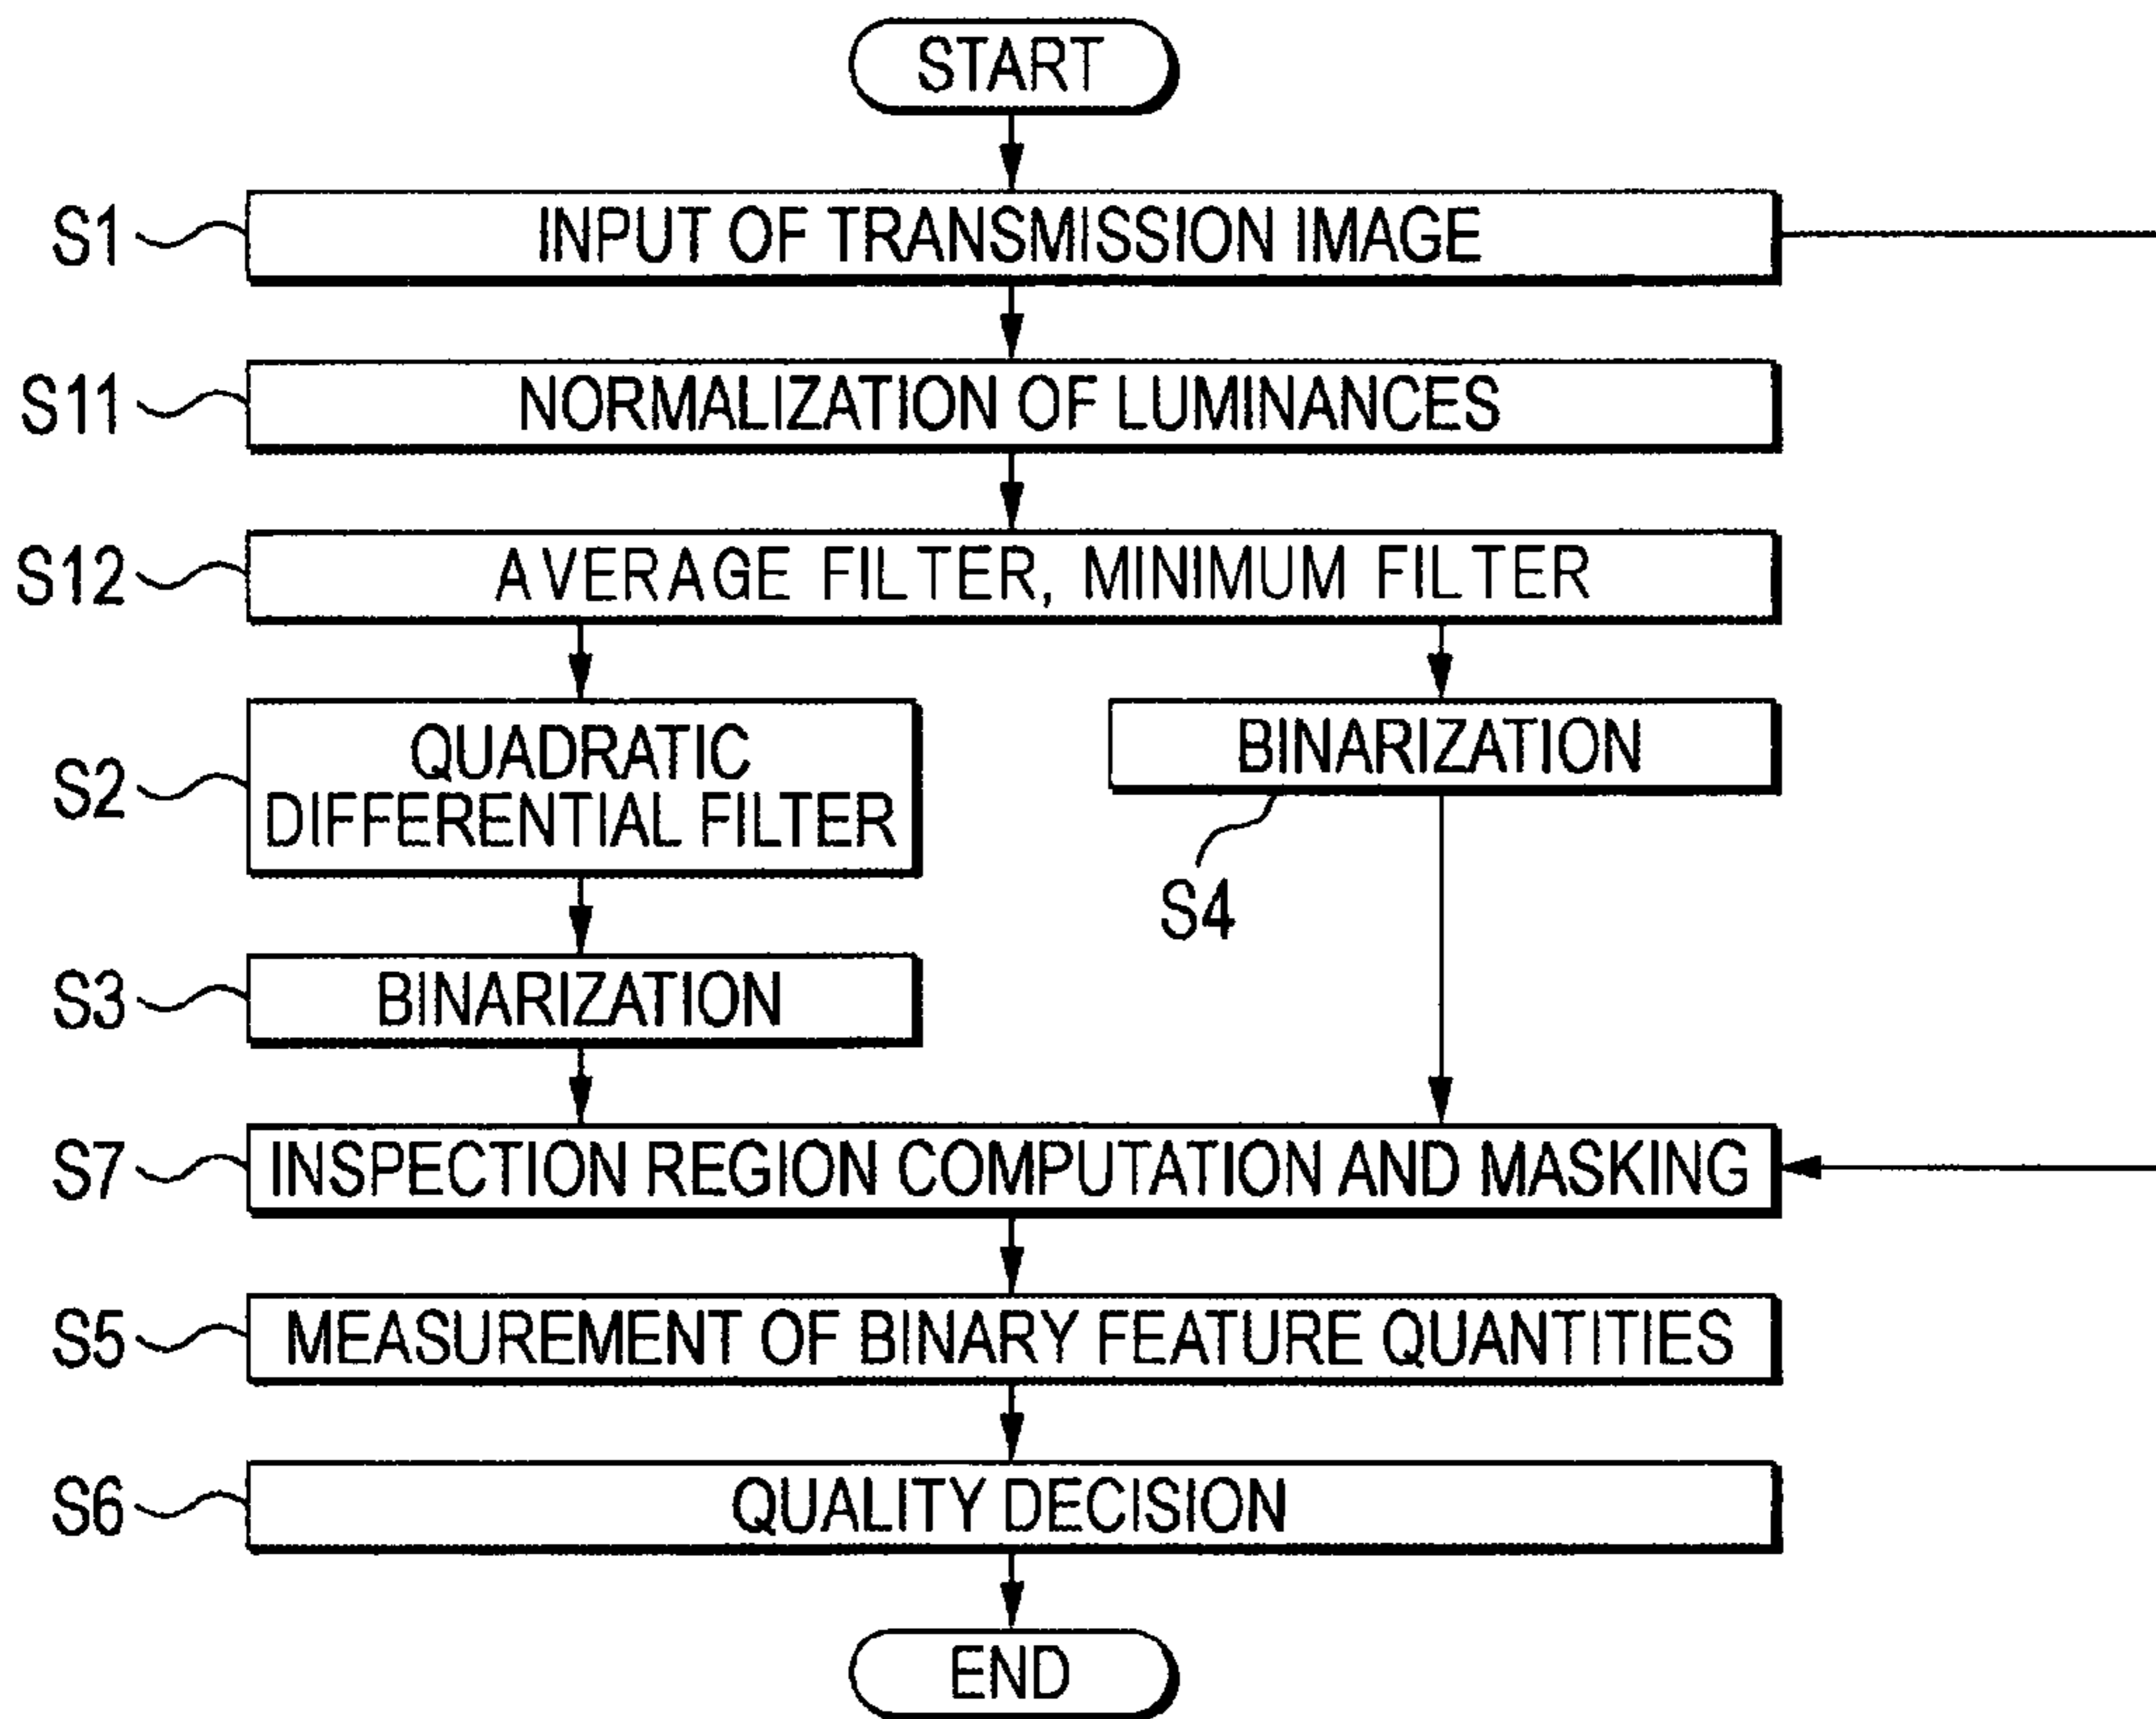 START
S1 INPUT OF TRANSMISSION IMAGE
S11 NORMALIZATION OF LUMINANCES
S12 AVERAGE FILTER, MINIMUM FILTER
S2 QUADRATIC
DIFFERENTIAL FILTER
BINARIZATION
S4
S3 BINARIZATION
S7 INSPECTION REGION COMPUTATION AND MASKING
S5 MEASUREMENT OF BINARY FEATURE QUANTITIES
S6 QUALITY DECISION
END